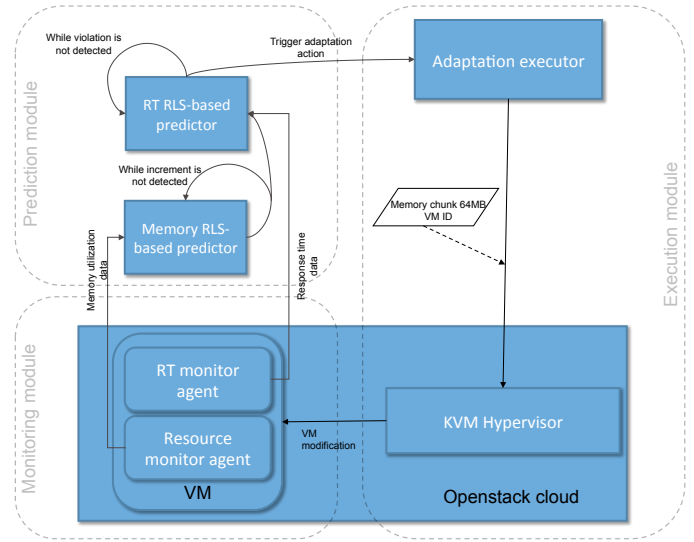 While violation is
not detected
Trigger adaptation
action
Adaptation executor
RT RLS-based
predictor
Prediction module
While increment is
not detected
Memory RLS-
based predictor
Memory chunk 64MB
VM ID
Execution module
Memory utilization
data
Response time
data
Monitoring module
RT monitor
agent
Resource
monitor agent
VM
VM
modification
KVM Hypervisor
Openstack cloud